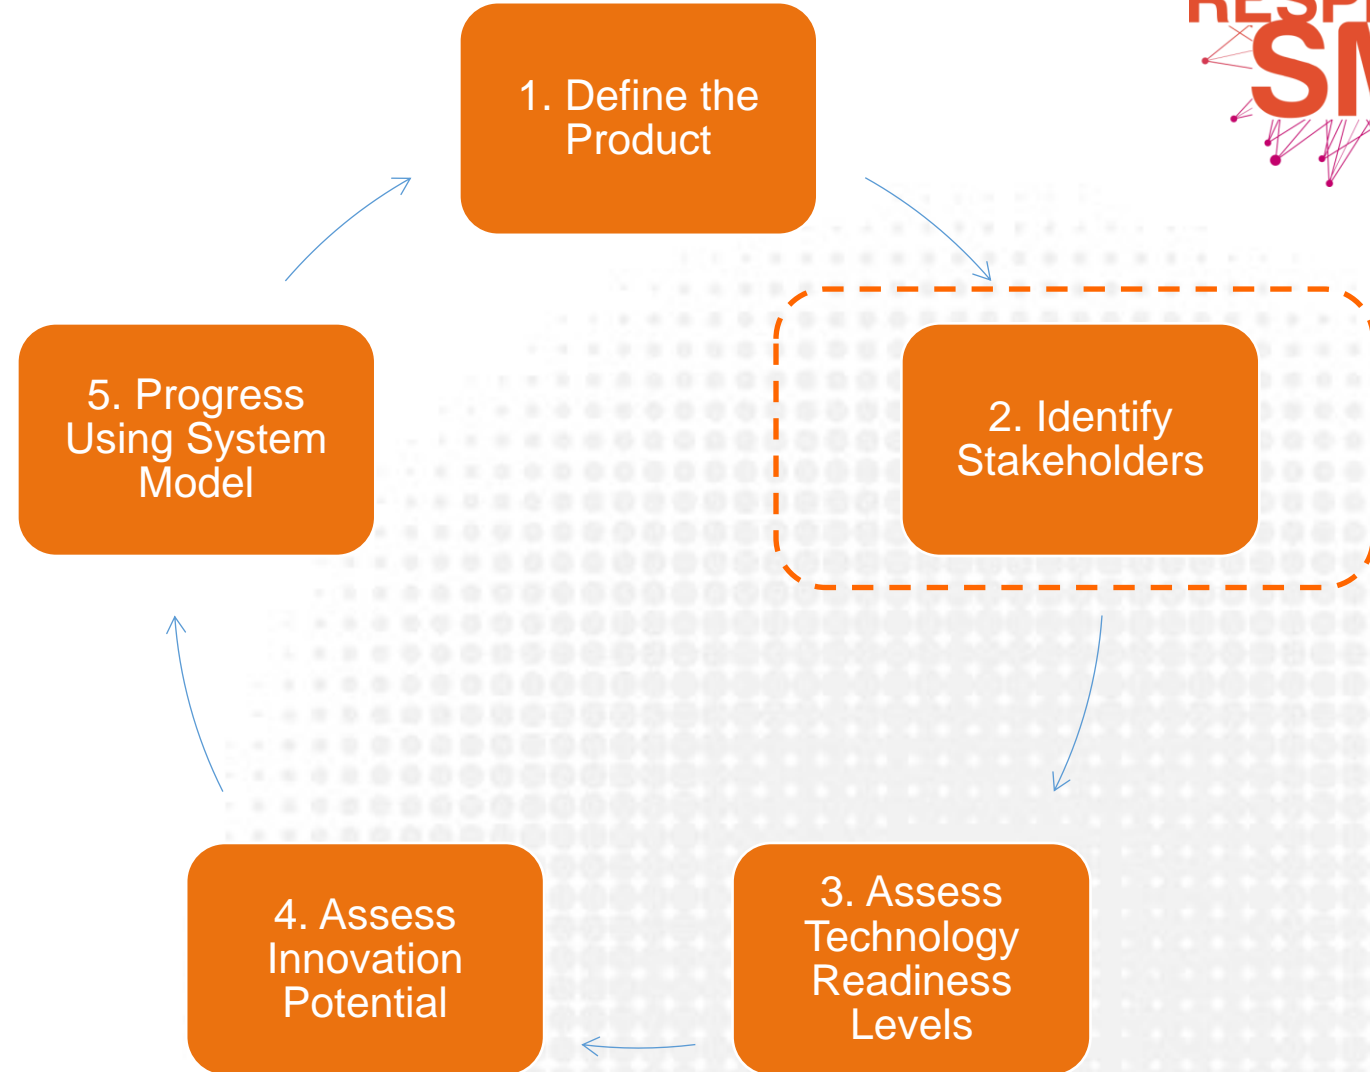 1. Define the
Product
2. Identify
Stakeholders
3. Assess
Technology
Readiness
Levels
4. Assess
Innovation
Potential
5. Progress
Using System
Model